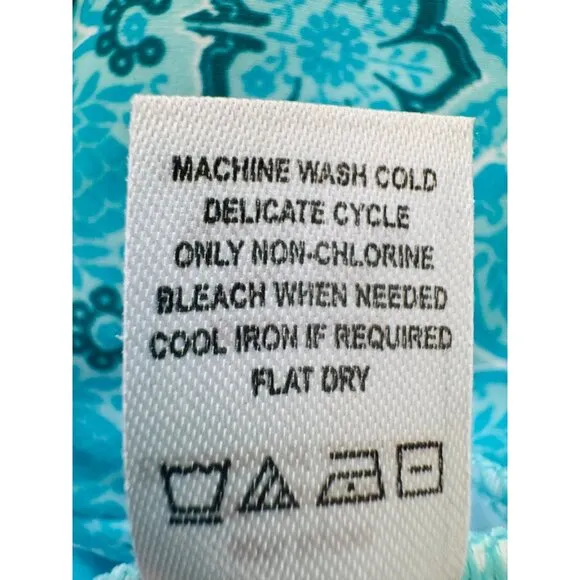 MACHINE WASH COLD
DELICATE CYCLE
ONLY NON-CHLORINE
BLEACH WHEN NEEDED
COOL IRON IF REQUIRED
FLAT DRY